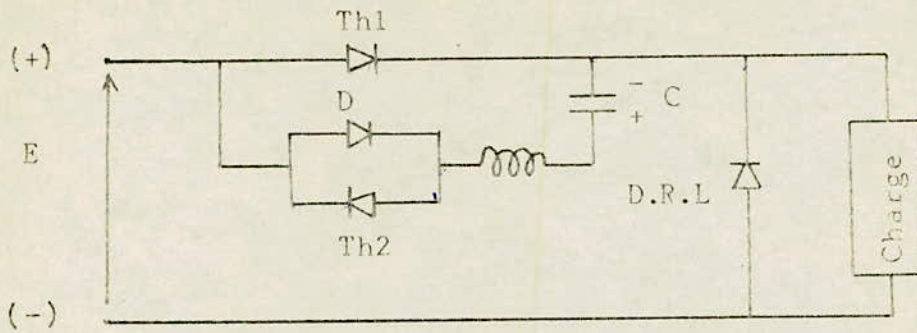 Th1
(+)
D
− C
+
E
D.R.L
Charge
Th2
(−)